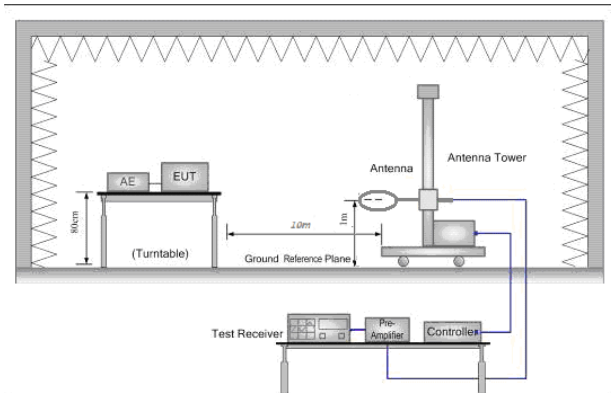 AE
EUT
80cm
(Turntable)
10m
1m
Antenna
Antenna Tower
Ground Reference Plane
Test Receiver
Pre-
Amplifier
Controller